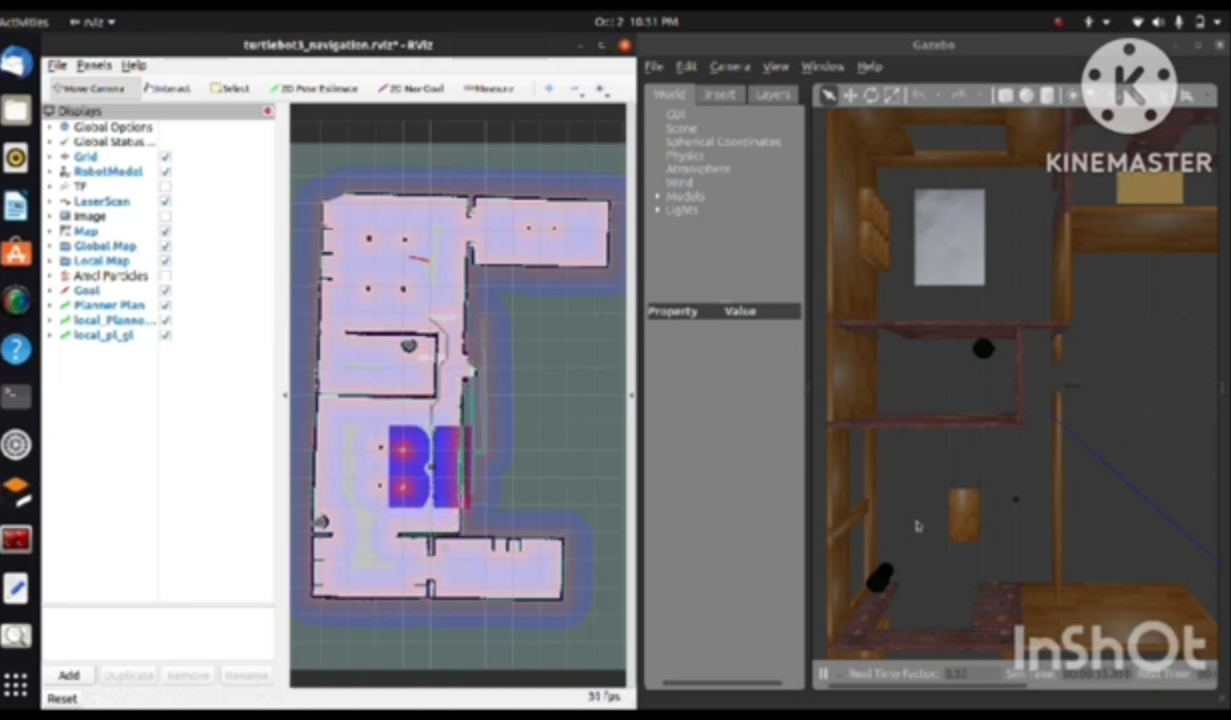 Activities
rviz
Oct 2 10:51 PM
turtlebot3_navigation.rviz* - RViz
File Panels Help
Move Camera Interact Select 2D Pose Estimate 2D Nav Goal Measure
Displays
Global Options
Global Status...
Grid
RobotModel
TF
LaserScan
Image
Map
Global Map
Local Map
Amcl Particles
Goal
Planner Plan
local_Planne...
local_pl_gl
Add Duplicate Remove Rename
Reset
31 fps
Gazebo
File Edit Camera View Window Help
World Insert Layers
GUI
Scene
Spherical Coordinates
Physics
Atmosphere
Wind
Models
Lights
Property Value
Real Time Factor:
Sim Time:
K
KINEMASTER
InShOt